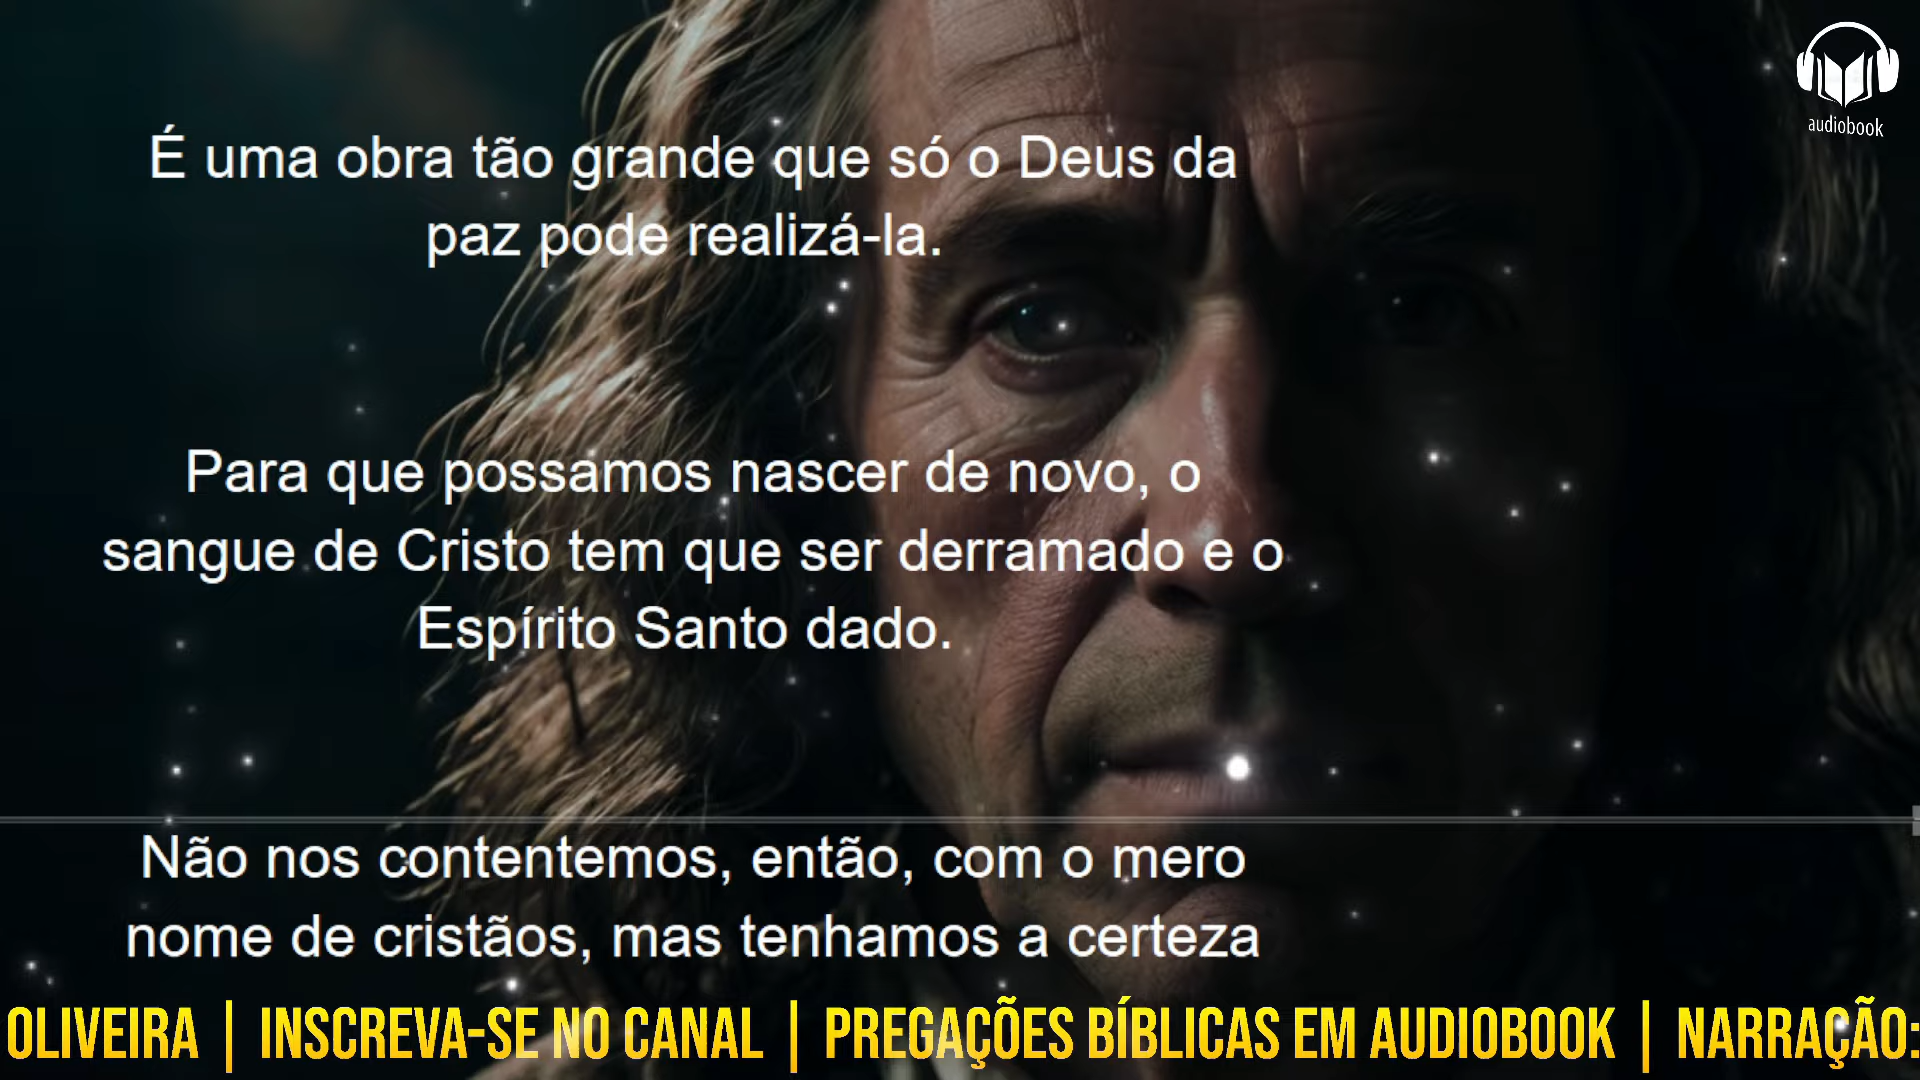 audiobook
É uma obra tão grande que só o Deus da
paz pode realizá-la.
Para que possamos nascer de novo, o
sangue de Cristo tem que ser derramado e o
Espírito Santo dado.
Não nos contentemos, então, com o mero
nome de cristãos, mas tenhamos a certeza
OLIVEIRA | INSCREVA-SE NO CANAL | PREGAÇÕES BÍBLICAS EM AUDIOBOOK | NARRAÇÃO: